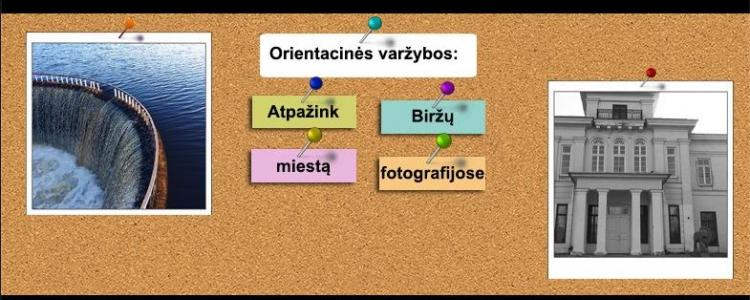 Orientacinės varžybos:
Atpažink
Biržų
miestą
fotografijose